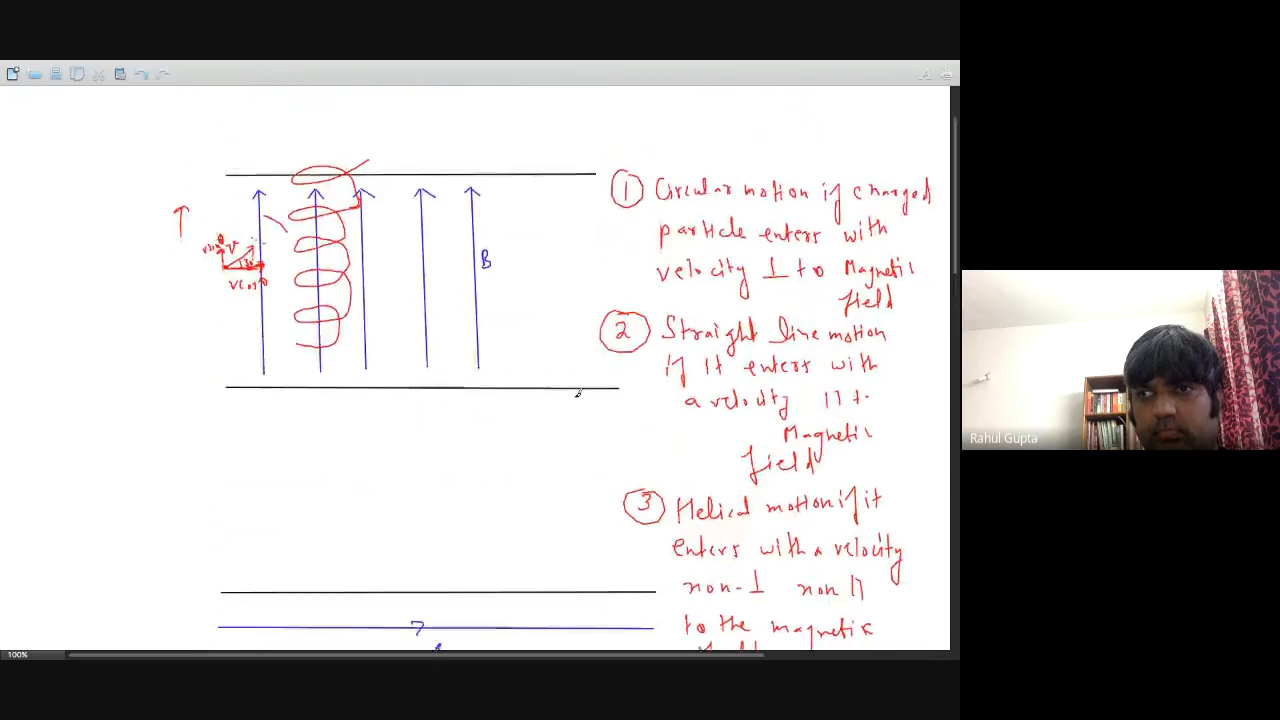 ① Circular motion if charged
particle enters with
velocity ⊥ to Magnetic
field
② Straight line motion
if it enters with
a velocity || to
Magnetic
field
③ Helical motion if it
enters with a velocity
non-⊥ non ||
to the magnetic
B
v
30°
Rahul Gupta
100%